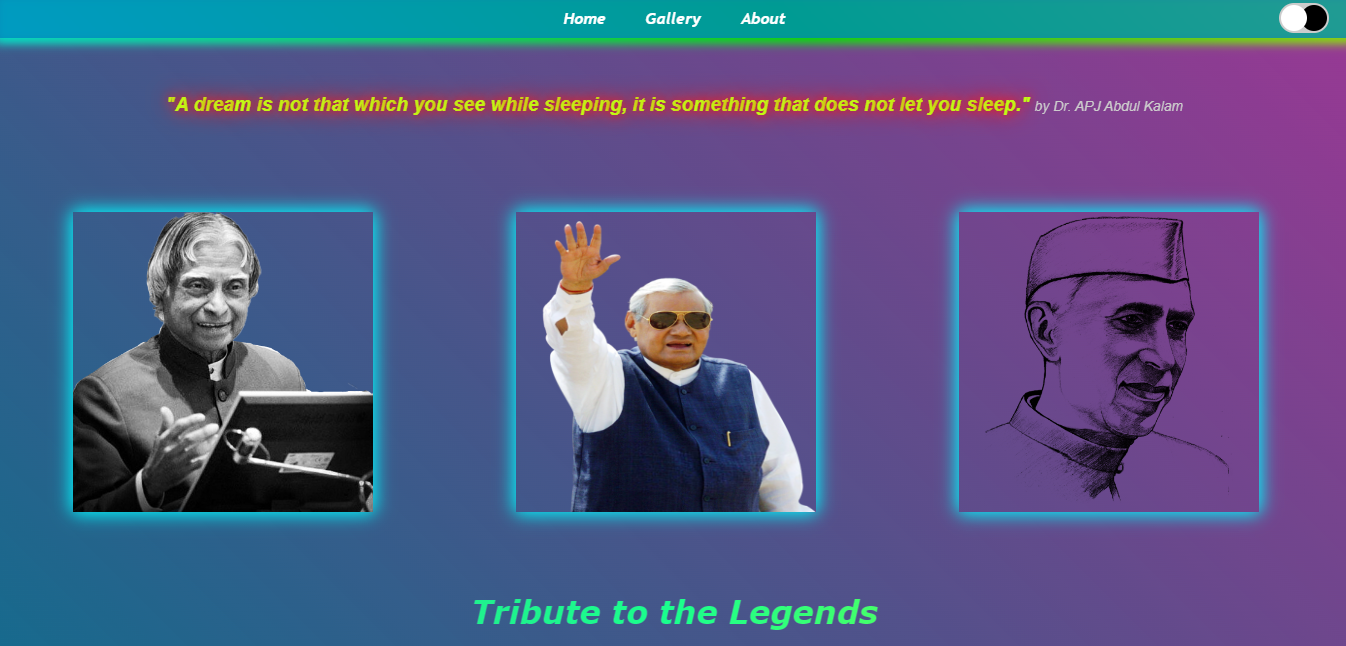 Home Gallery About
"A dream is not that which you see while sleeping, it is something that does not let you sleep." by Dr. APJ Abdul Kalam
Tribute to the Legends